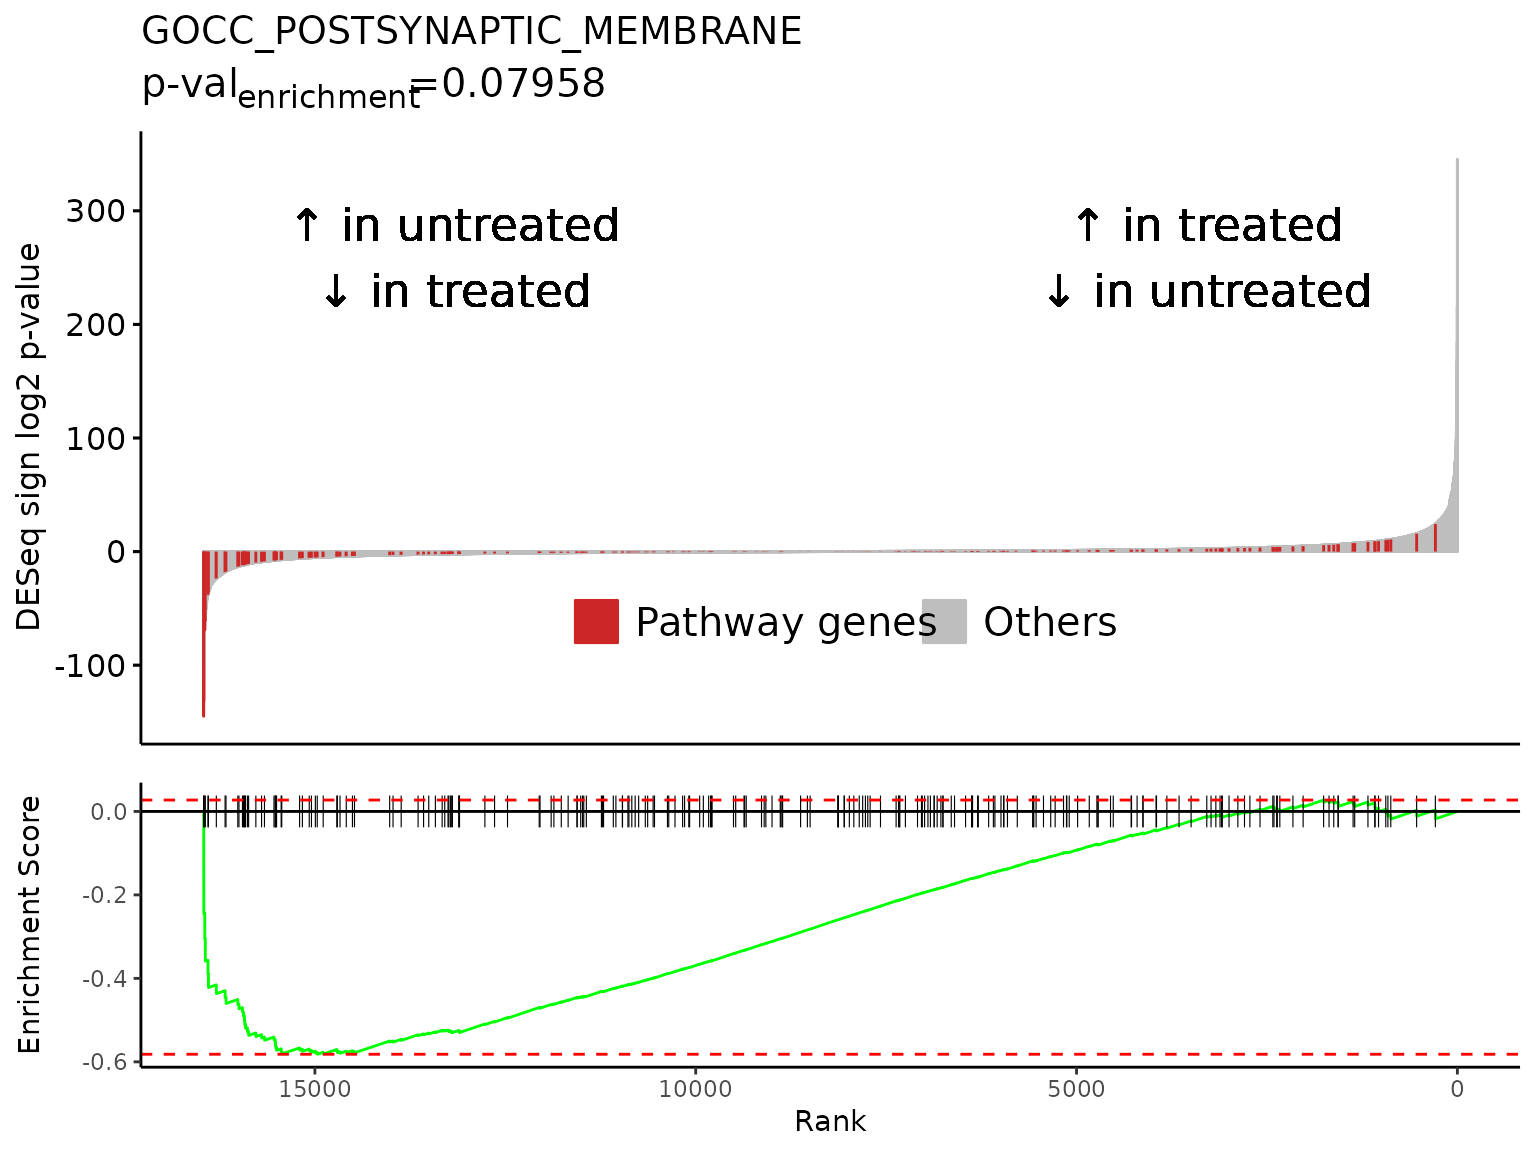 GOCC_POSTSYNAPTIC_MEMBRANE
p-val enrichment=0.07958
DESeq sign log2 p-value
300
200
100
0
-100
↑ in untreated
↓ in treated
↑ in treated
↓ in untreated
Pathway genes
Others
Enrichment Score
0.0
-0.2
-0.4
-0.6
15000
10000
5000
0
Rank